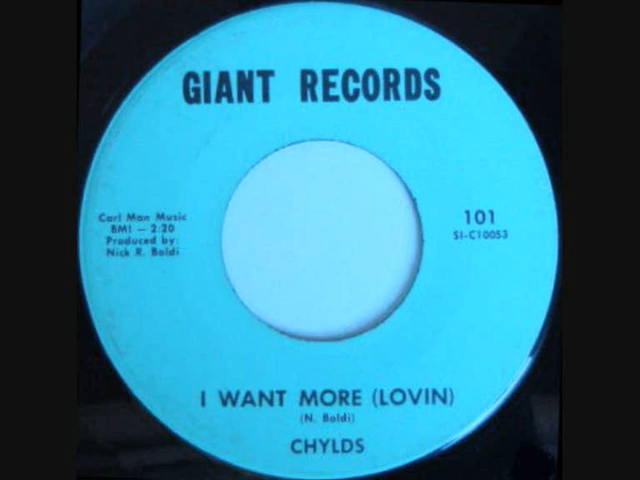 GIANT RECORDS
Carl Man Music
BMI — 2:20
Produced by:
Nick R. Boldi
101
SI-C10053
I WANT MORE (LOVIN)
(N. Boldi)
CHYLDS